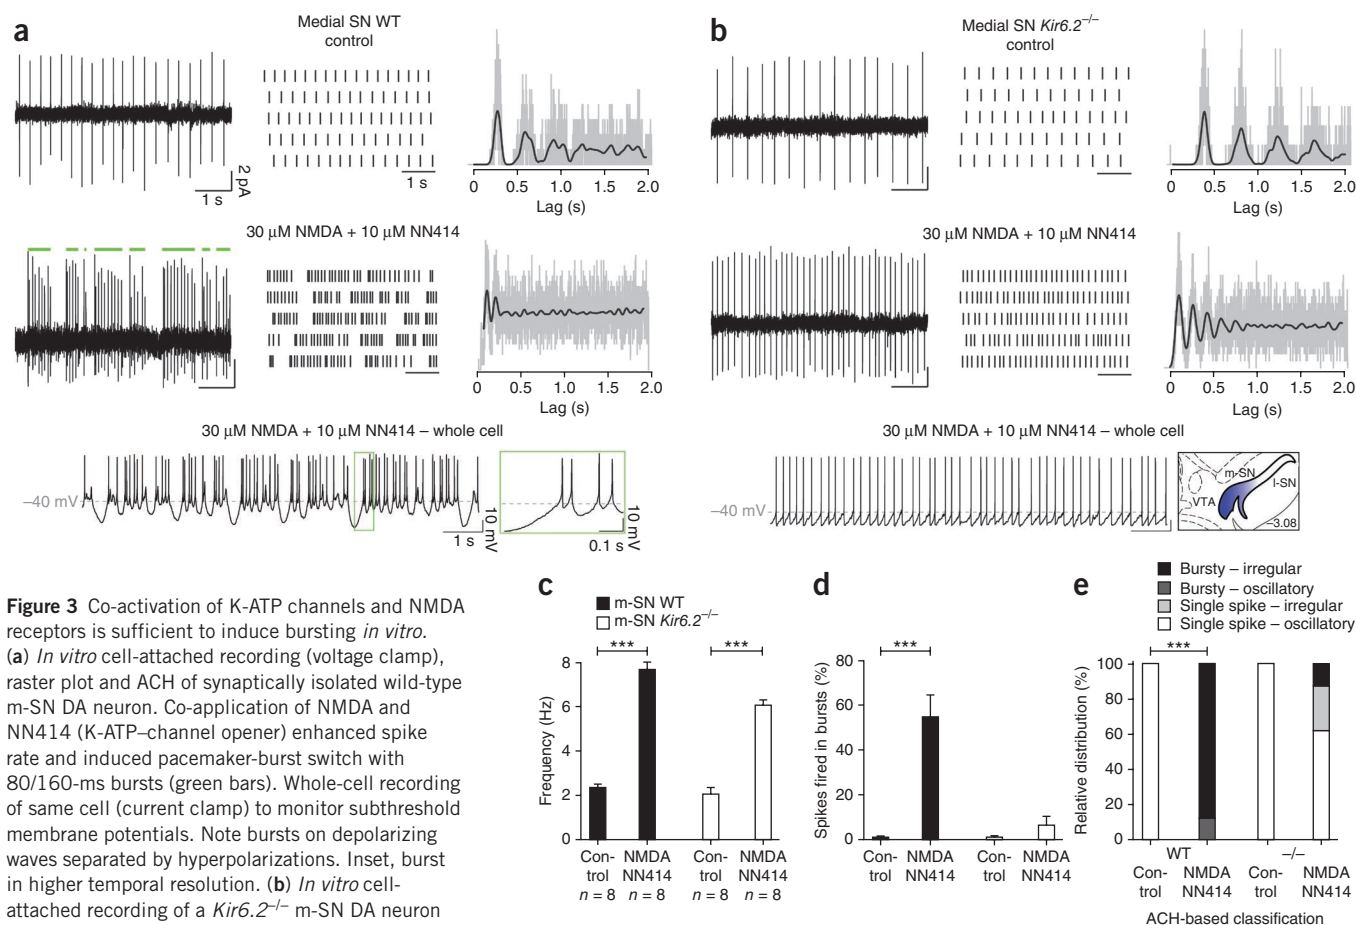 a
Medial SN WT
control
2 pA
1 s
1 s
0 0.5 1.0 1.5 2.0
Lag (s)
30 µM NMDA + 10 µM NN414
0 0.5 1.0 1.5 2.0
Lag (s)
30 µM NMDA + 10 µM NN414 – whole cell
–40 mV
1 s
10 mV
0.1 s
10 mV
b
Medial SN Kir6.2–/–
control
0 0.5 1.0 1.5 2.0
Lag (s)
30 µM NMDA + 10 µM NN414
0 0.5 1.0 1.5 2.0
Lag (s)
30 µM NMDA + 10 µM NN414 – whole cell
–40 mV
m-SN
l-SN
VTA
–3.08
Figure 3 Co-activation of K-ATP channels and NMDA
receptors is sufficient to induce bursting in vitro.
(a) In vitro cell-attached recording (voltage clamp),
raster plot and ACH of synaptically isolated wild-type
m-SN DA neuron. Co-application of NMDA and
NN414 (K-ATP–channel opener) enhanced spike
rate and induced pacemaker-burst switch with
80/160-ms bursts (green bars). Whole-cell recording
of same cell (current clamp) to monitor subthreshold
membrane potentials. Note bursts on depolarizing
waves separated by hyperpolarizations. Inset, burst
in higher temporal resolution. (b) In vitro cell-
attached recording of a Kir6.2–/– m-SN DA neuron
c
m-SN WT
m-SN Kir6.2–/–
*** ***
Frequency (Hz)
8
6
4
2
0
Con- NMDA Con- NMDA
trol NN414 trol NN414
n = 8 n = 8 n = 8 n = 8
d
***
Spikes fired in bursts (%)
80
60
40
20
0
Con- NMDA Con- NMDA
trol NN414 trol NN414
e
Bursty – irregular
Bursty – oscillatory
Single spike – irregular
Single spike – oscillatory
***
Relative distribution (%)
100
80
60
40
20
0
WT –/–
Con- NMDA Con- NMDA
trol NN414 trol NN414
ACH-based classification